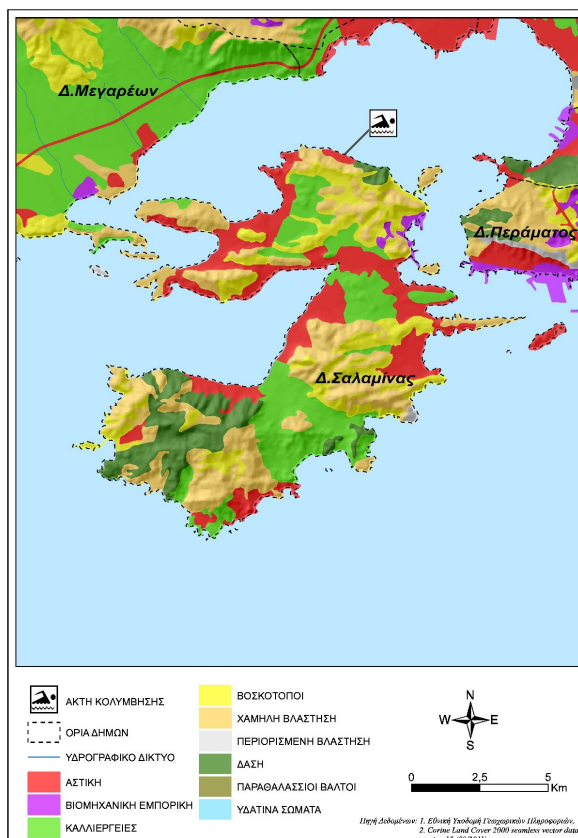 Δ.Μεγαρέων
Δ.Περάματος
Δ.Σαλαμίνας
ΑΚΤΗ ΚΟΛΥΜΒΗΣΗΣ
ΟΡΙΑ ΔΗΜΩΝ
ΥΔΡΟΓΡΑΦΙΚΟ ΔΙΚΤΥΟ
ΑΣΤΙΚΗ
ΒΙΟΜΗΧΑΝΙΚΗ ΕΜΠΟΡΙΚΗ
ΚΑΛΛΙΕΡΓΕΙΕΣ
ΒΟΣΚΟΤΟΠΟΙ
ΧΑΜΗΛΗ ΒΛΑΣΤΗΣΗ
ΠΕΡΙΟΡΙΣΜΕΝΗ ΒΛΑΣΤΗΣΗ
ΔΑΣΗ
ΠΑΡΑΘΑΛΑΣΣΙΟΙ ΒΑΛΤΟΙ
ΥΔΑΤΙΝΑ ΣΩΜΑΤΑ
N
W E
S
0 2,5 5
Km
Πηγή Δεδομένων: 1. Εθνική Υποδομή Γεωχωρικών Πληροφοριών,
2. Corine Land Cover 2000 seamless vector data